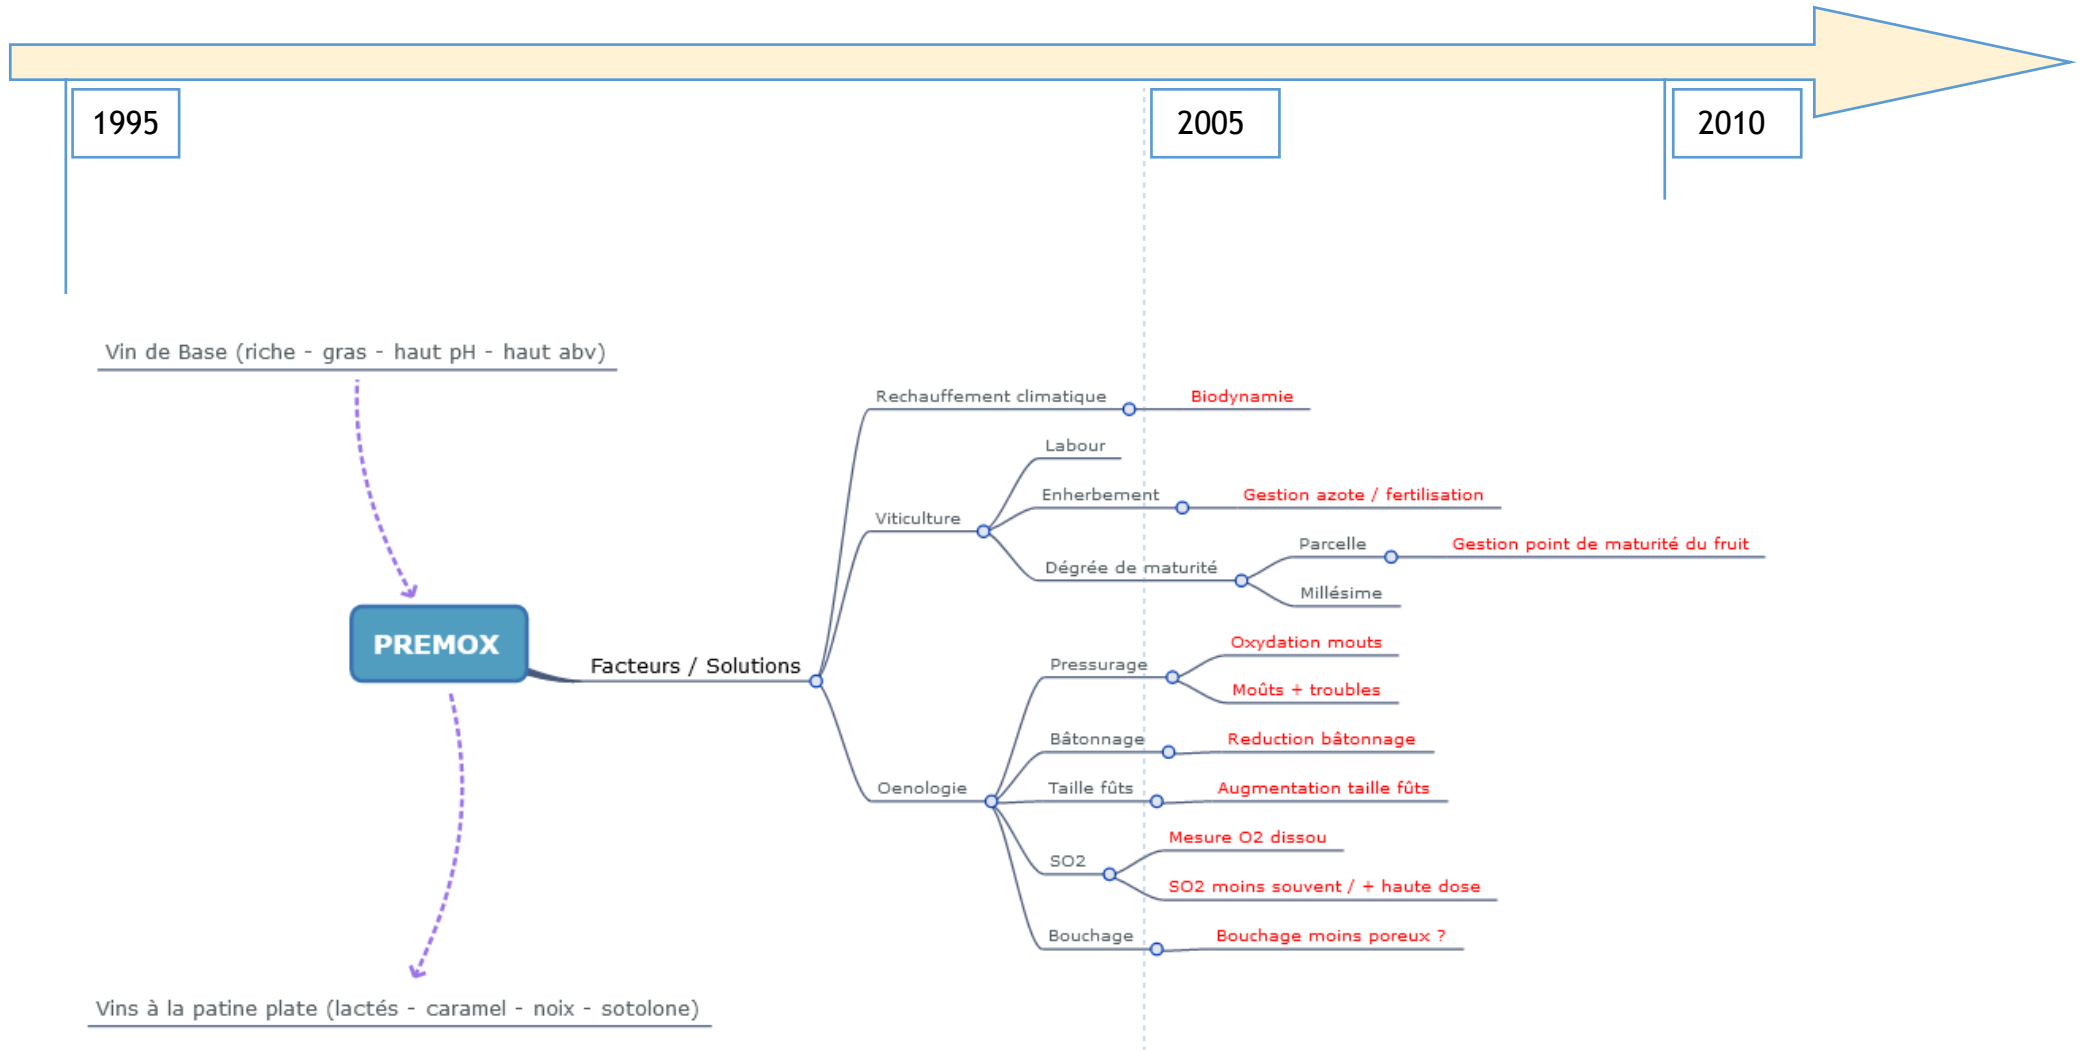 1995
2005
2010
Vin de Base (riche - gras - haut pH - haut abv)
PREMOX
Vins à la patine plate (lactés - caramel - noix - sotolone)
Facteurs / Solutions
Rechauffement climatique
Biodynamie
Viticulture
Labour
Enherbement
Gestion azote / fertilisation
Dégrée de maturité
Parcelle
Gestion point de maturité du fruit
Millésime
Oenologie
Pressurage
Oxydation mouts
Moûts + troubles
Bâtonnage
Reduction bâtonnage
Taille fûts
Augmentation taille fûts
SO2
Mesure O2 dissou
SO2 moins souvent / + haute dose
Bouchage
Bouchage moins poreux ?